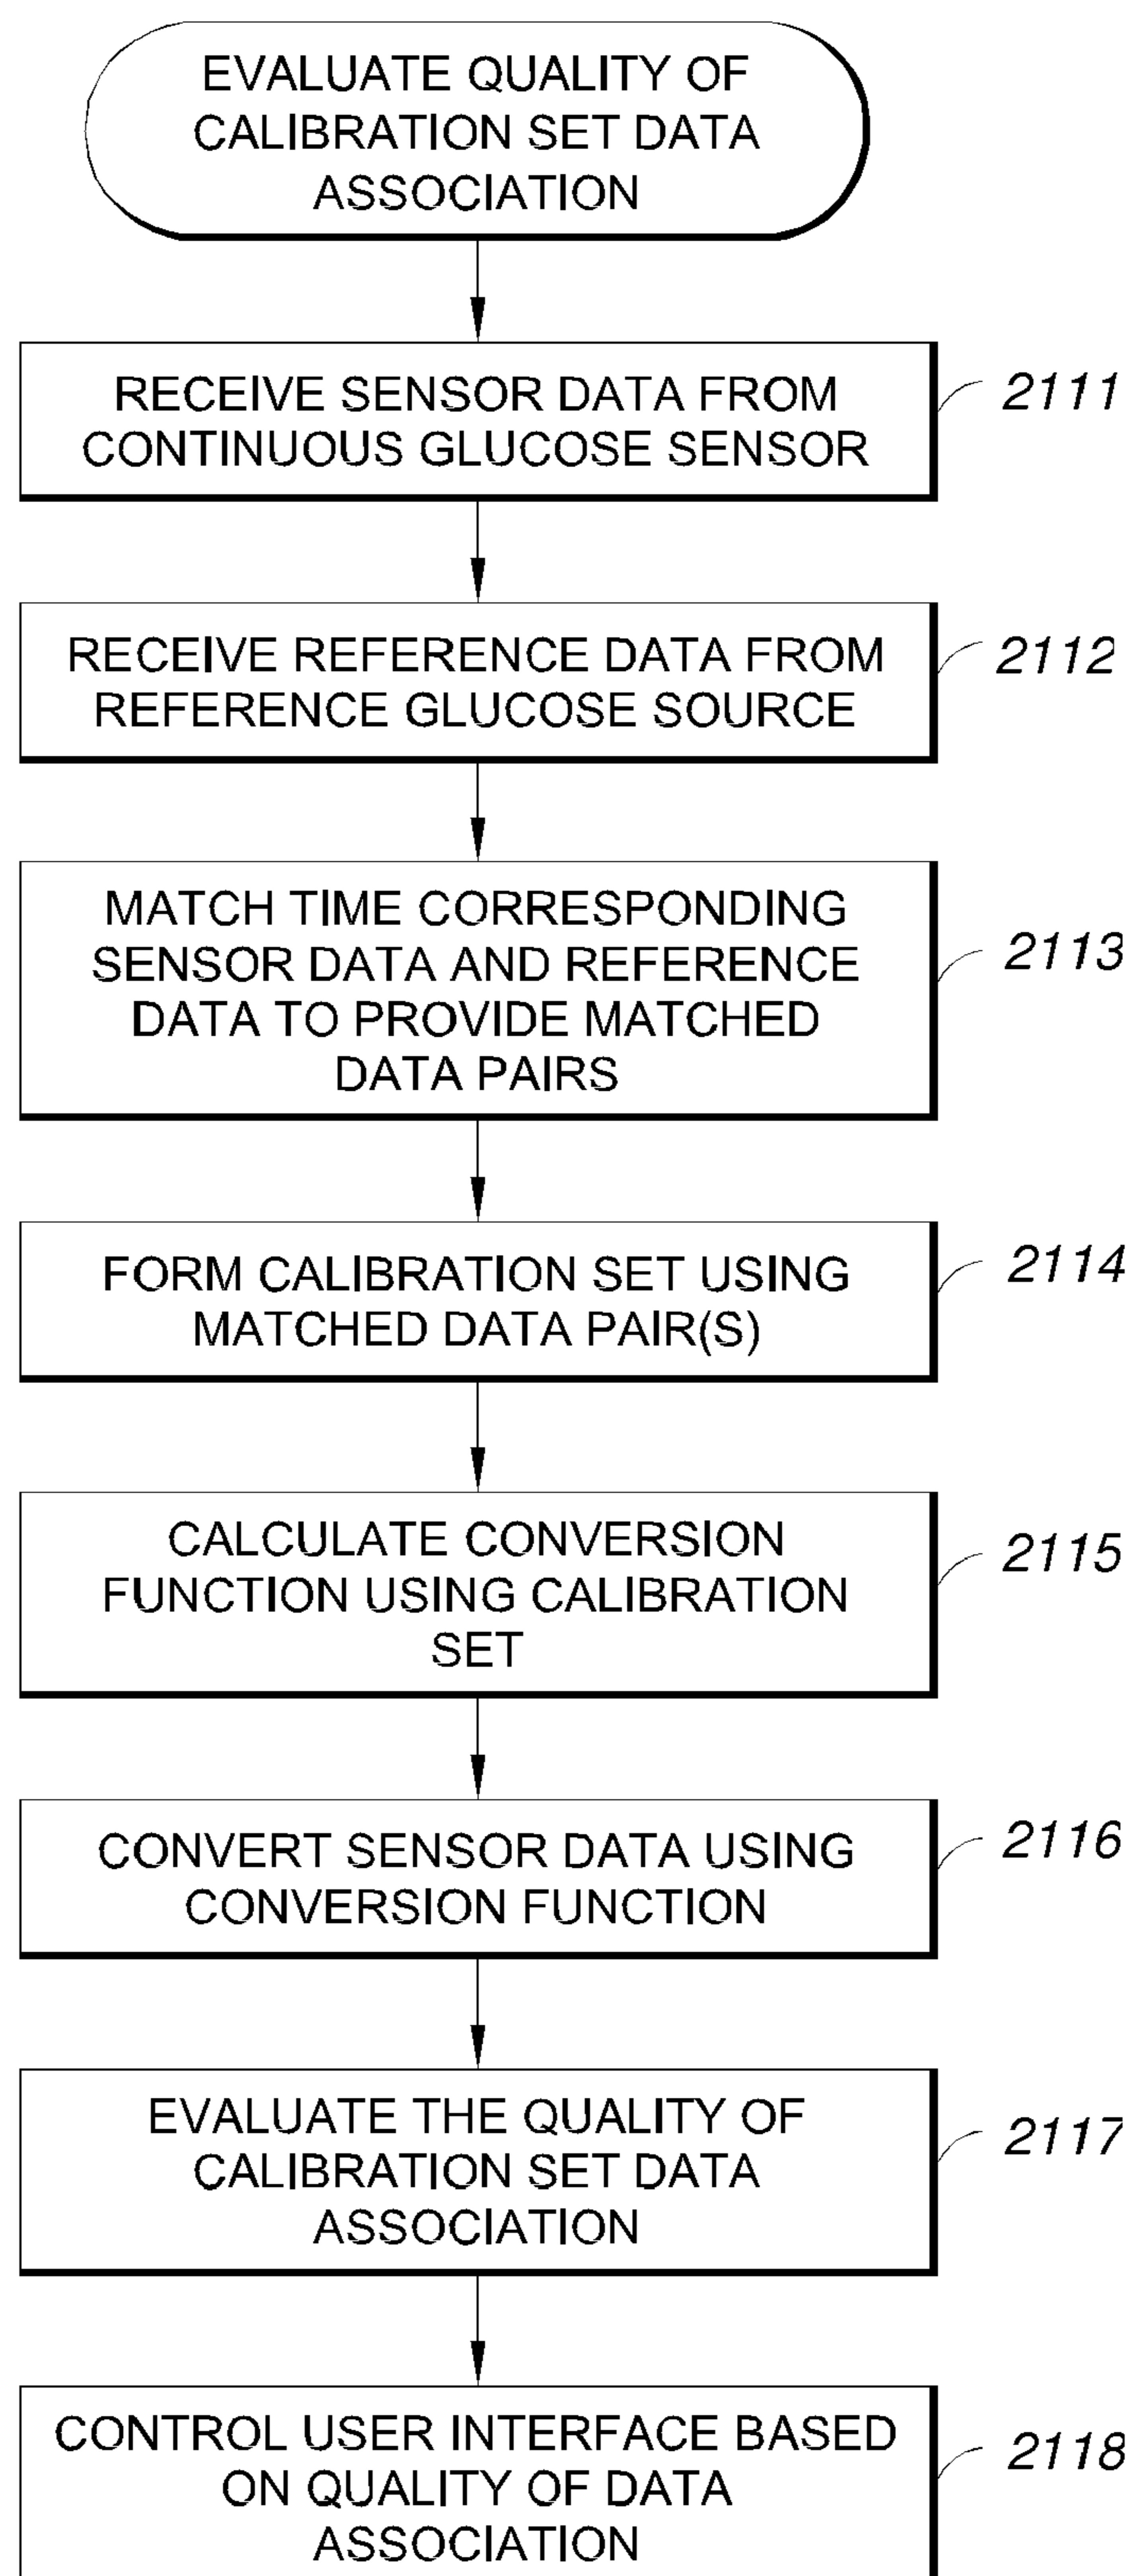 EVALUATE QUALITY OF
CALIBRATION SET DATA
ASSOCIATION
RECEIVE SENSOR DATA FROM
CONTINUOUS GLUCOSE SENSOR
2111
RECEIVE REFERENCE DATA FROM
REFERENCE GLUCOSE SOURCE
2112
MATCH TIME CORRESPONDING
SENSOR DATA AND REFERENCE
DATA TO PROVIDE MATCHED
DATA PAIRS
2113
FORM CALIBRATION SET USING
MATCHED DATA PAIR(S)
2114
CALCULATE CONVERSION
FUNCTION USING CALIBRATION
SET
2115
CONVERT SENSOR DATA USING
CONVERSION FUNCTION
2116
EVALUATE THE QUALITY OF
CALIBRATION SET DATA
ASSOCIATION
2117
CONTROL USER INTERFACE BASED
ON QUALITY OF DATA
ASSOCIATION
2118